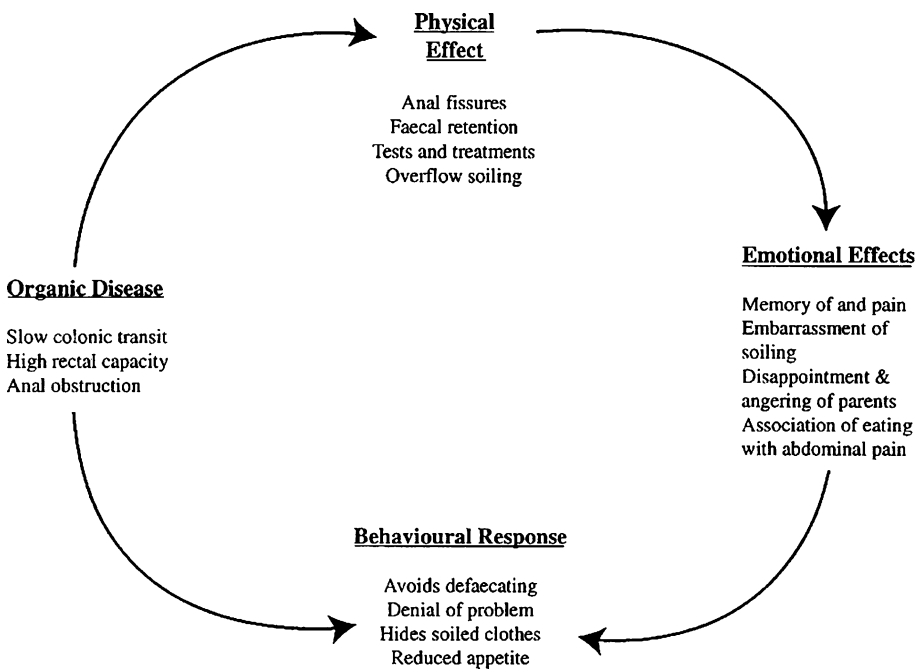 Physical
Effect
Anal fissures
Faecal retention
Tests and treatments
Overflow soiling
Organic Disease
Slow colonic transit
High rectal capacity
Anal obstruction
Emotional Effects
Memory of and pain
Embarrassment of
soiling
Disappointment &
angering of parents
Association of eating
with abdominal pain
Behavioural Response
Avoids defaecating
Denial of problem
Hides soiled clothes
Reduced appetite